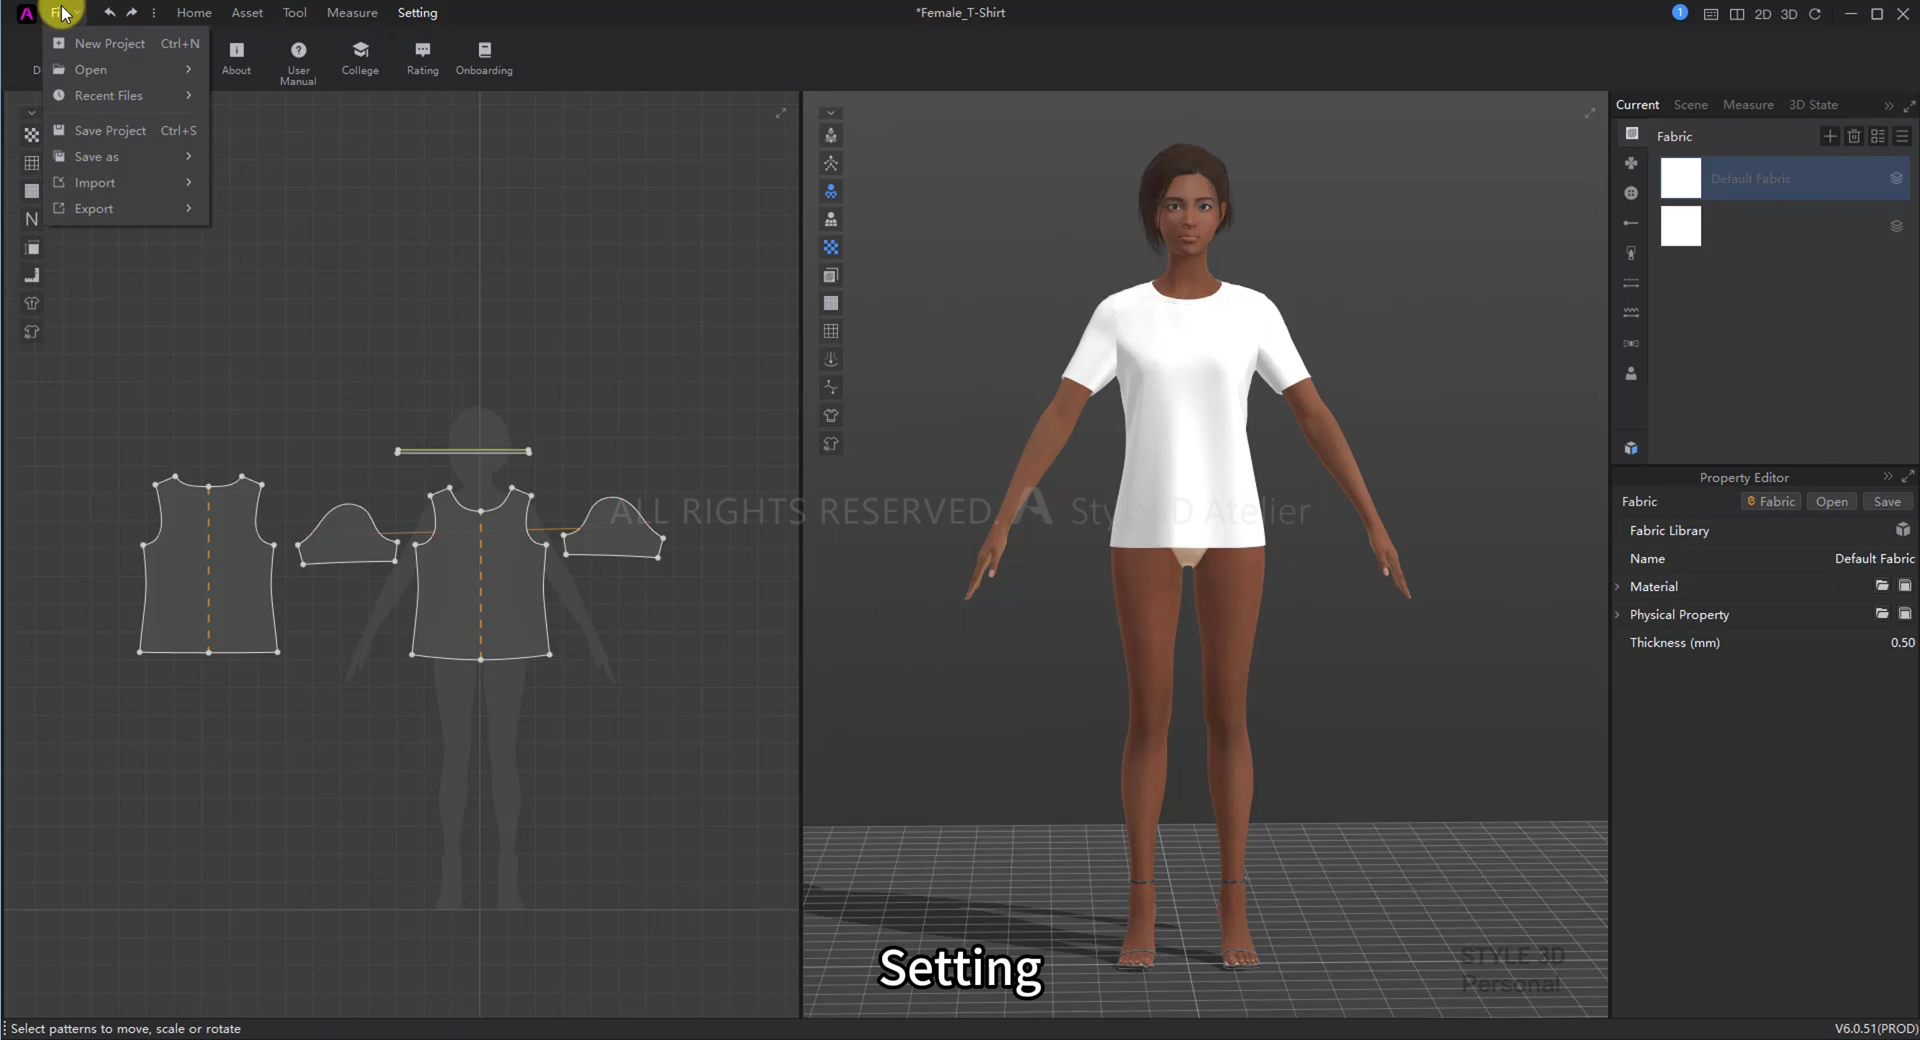 Home Asset Tool Measure Setting *Female_T-Shirt 1 2D 3D
New Project Ctrl+N
Open
Recent Files
Save Project Ctrl+S
Save as
Import
Export
About
User
Manual
College
Rating
Onboarding
N
Current Scene Measure 3D State
Fabric
Default Fabric
Property Editor
Fabric Fabric Open Save
Fabric Library
Name Default Fabric
Material
Physical Property
Thickness (mm) 0.50
ALL RIGHTS RESERVED.
Setting
STYLE 3D
Personal
Select patterns to move, scale or rotate
V6.0.51(PROD)